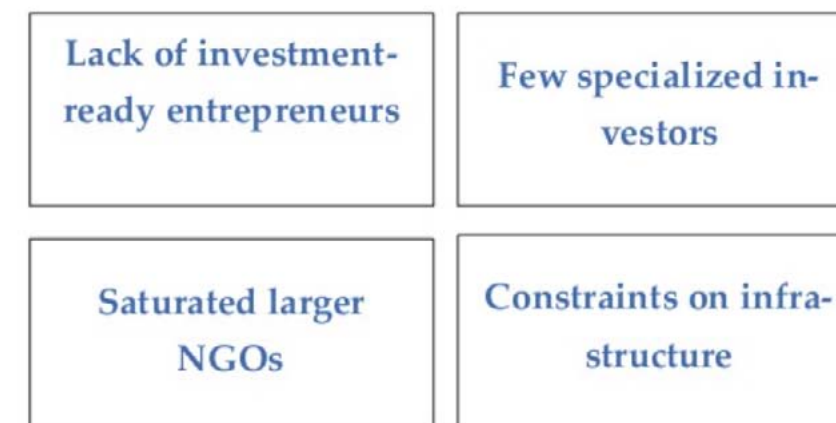 Lack of investment-
ready entrepreneurs
Few specialized in-
vestors
Saturated larger
NGOs
Constraints on infra-
structure